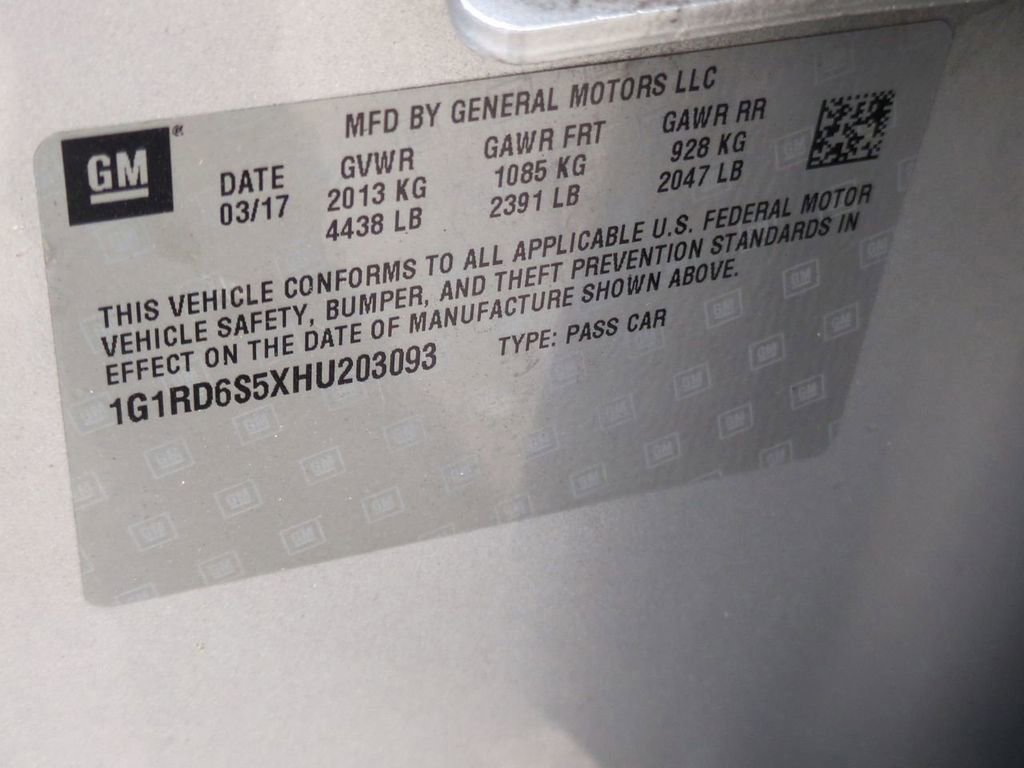 MFD BY GENERAL MOTORS LLC
GM®
DATE GVWR GAWR FRT GAWR RR
03/17 2013 KG 1085 KG 928 KG
4438 LB 2391 LB 2047 LB
THIS VEHICLE CONFORMS TO ALL APPLICABLE U.S. FEDERAL MOTOR
VEHICLE SAFETY, BUMPER, AND THEFT PREVENTION STANDARDS IN
EFFECT ON THE DATE OF MANUFACTURE SHOWN ABOVE.
1G1RD6S5XHU203093 TYPE: PASS CAR